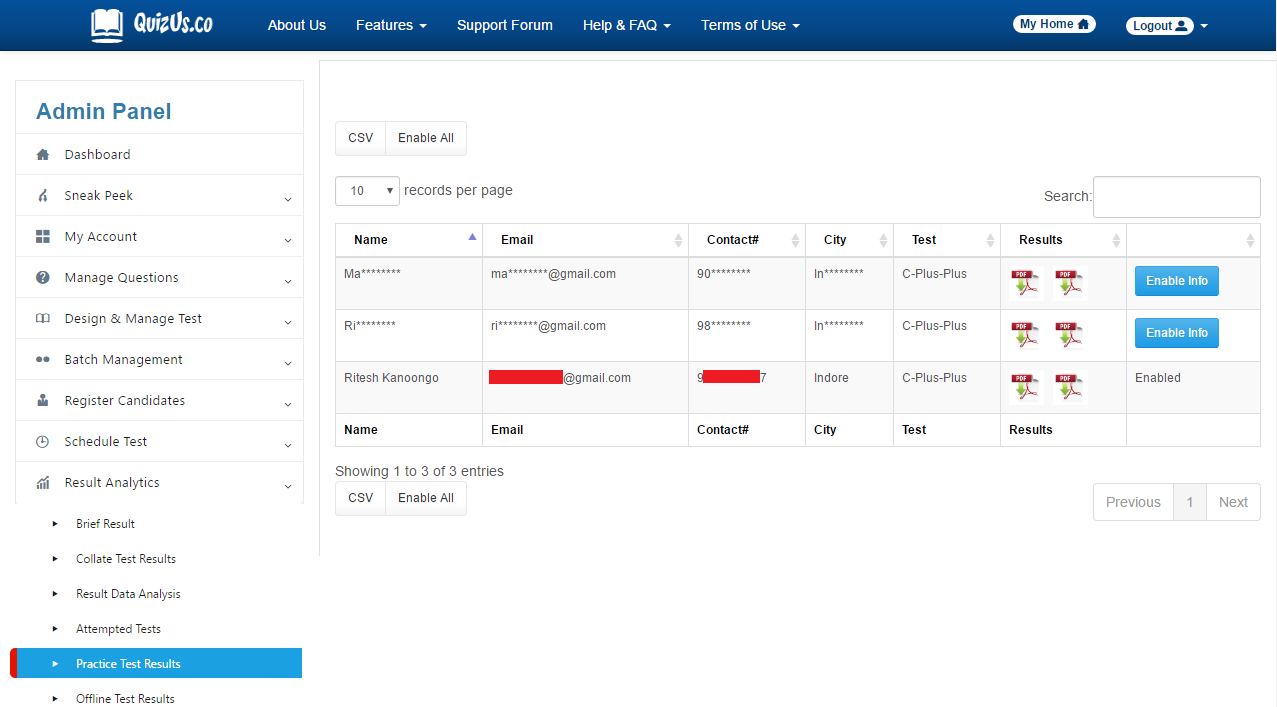 QuizUs.co About Us Features Support Forum Help & FAQ Terms of Use My Home Logout
Admin Panel
Dashboard
Sneak Peek
My Account
Manage Questions
Design & Manage Test
Batch Management
Register Candidates
Schedule Test
Result Analytics
Brief Result
Collate Test Results
Result Data Analysis
Attempted Tests
Practice Test Results
Offline Test Results
CSV Enable All
10 records per page Search:
Name Email Contact# City Test Results
Ma******** ma********@gmail.com 90******** In******** C-Plus-Plus PDF PDF Enable Info
Ri******** ri********@gmail.com 98******** In******** C-Plus-Plus PDF PDF Enable Info
Ritesh Kanoongo @gmail.com 9 7 Indore C-Plus-Plus PDF PDF Enabled
Name Email Contact# City Test Results
Showing 1 to 3 of 3 entries
CSV Enable All
Previous 1 Next